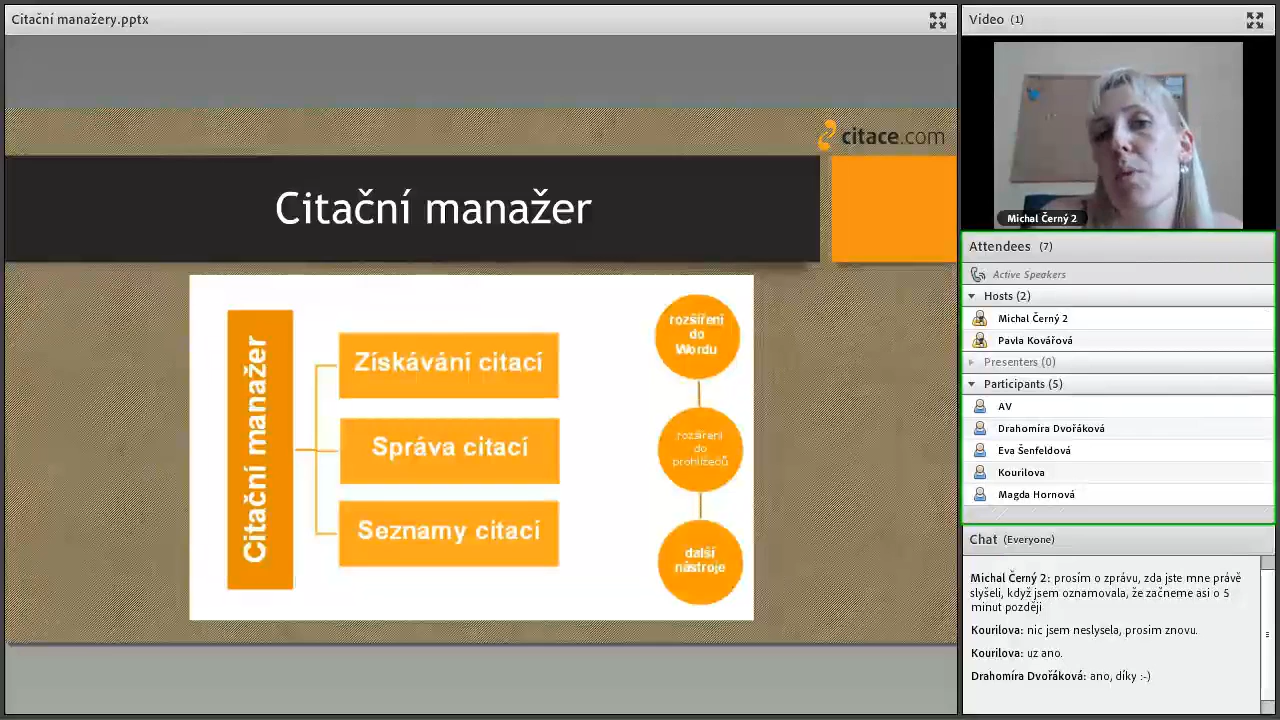 Citační manažery.pptx
citace.com
Citační manažer
Citační manažer
Získávání citací
Správa citací
Seznamy citací
rozšíření
do
Wordu
rozšíření
do
prohlížečů
další
nástroje
Video (1)
Michal Černý 2
Attendees (7)
Active Speakers
Hosts (2)
Michal Černý 2
Pavla Kovářová
Presenters (0)
Participants (5)
AV
Drahomíra Dvořáková
Eva Šenfeldová
Kourilova
Magda Hornová
Chat (Everyone)
Michal Černý 2: prosím o zprávu, zda jste mne právě
slyšeli, když jsem oznamovala, že začneme asi o 5
minut později
Kourilova: nic jsem neslysela, prosim znovu.
Kourilova: uz ano.
Drahomíra Dvořáková: ano, díky :-)